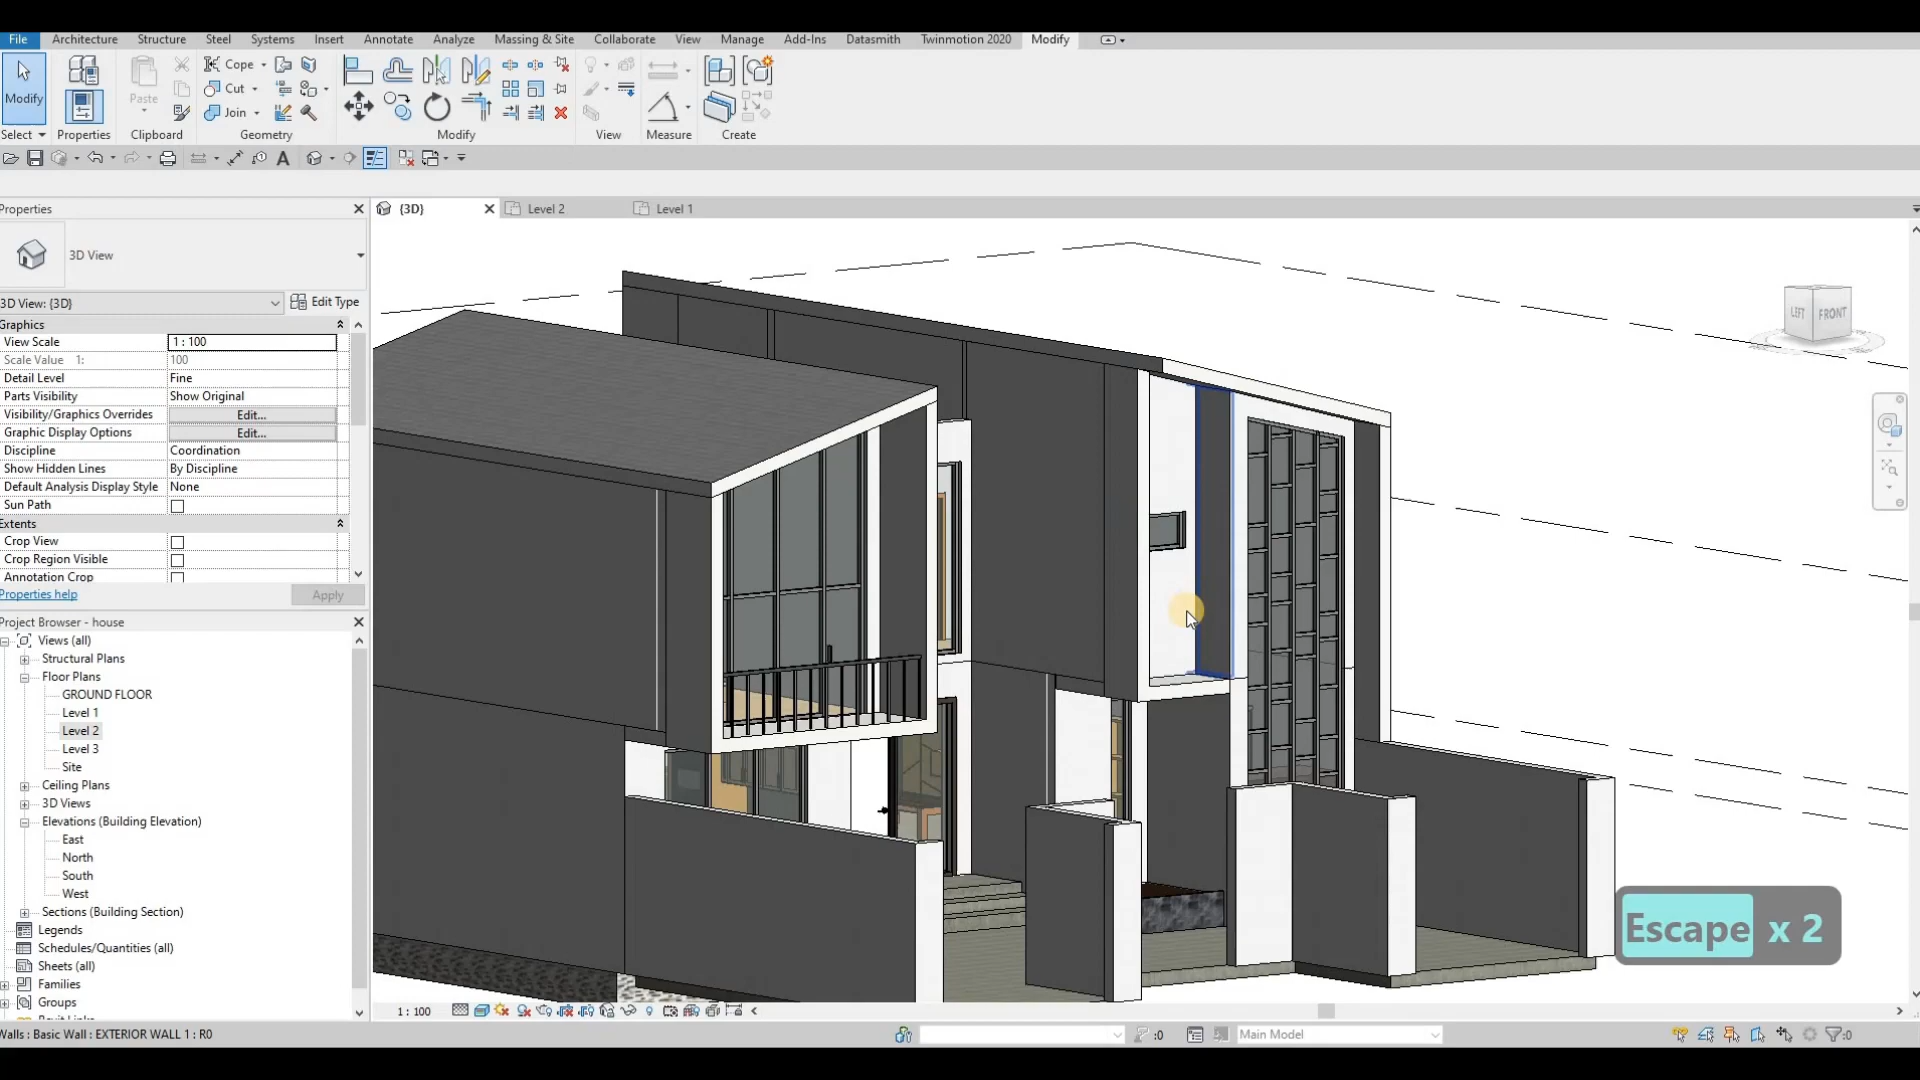 File Architecture Structure Steel Systems Insert Annotate Analyze Massing & Site Collaborate View Manage Add-Ins Datasmith Twinmotion 2020 Modify
Modify Paste Cope Cut Join
Select Properties Clipboard Geometry Modify View Measure Create
A
Properties {3D} Level 2 Level 1
3D View
3D View: {3D} Edit Type
Graphics
View Scale 1 : 100
Scale Value 1: 100
Detail Level Fine
Parts Visibility Show Original
Visibility/Graphics Overrides Edit...
Graphic Display Options Edit...
Discipline Coordination
Show Hidden Lines By Discipline
Default Analysis Display Style None
Sun Path
Extents
Crop View
Crop Region Visible
Annotation Crop
Properties help Apply
Project Browser - house
Views (all)
Structural Plans
Floor Plans
GROUND FLOOR
Level 1
Level 2
Level 3
Site
Ceiling Plans
3D Views
Elevations (Building Elevation)
East
North
South
West
Sections (Building Section)
Legends
Schedules/Quantities (all)
Sheets (all)
Families
Groups
LEFT FRONT
Escape x 2
1 : 100
Walls : Basic Wall : EXTERIOR WALL 1 : R0 :0 Main Model :0